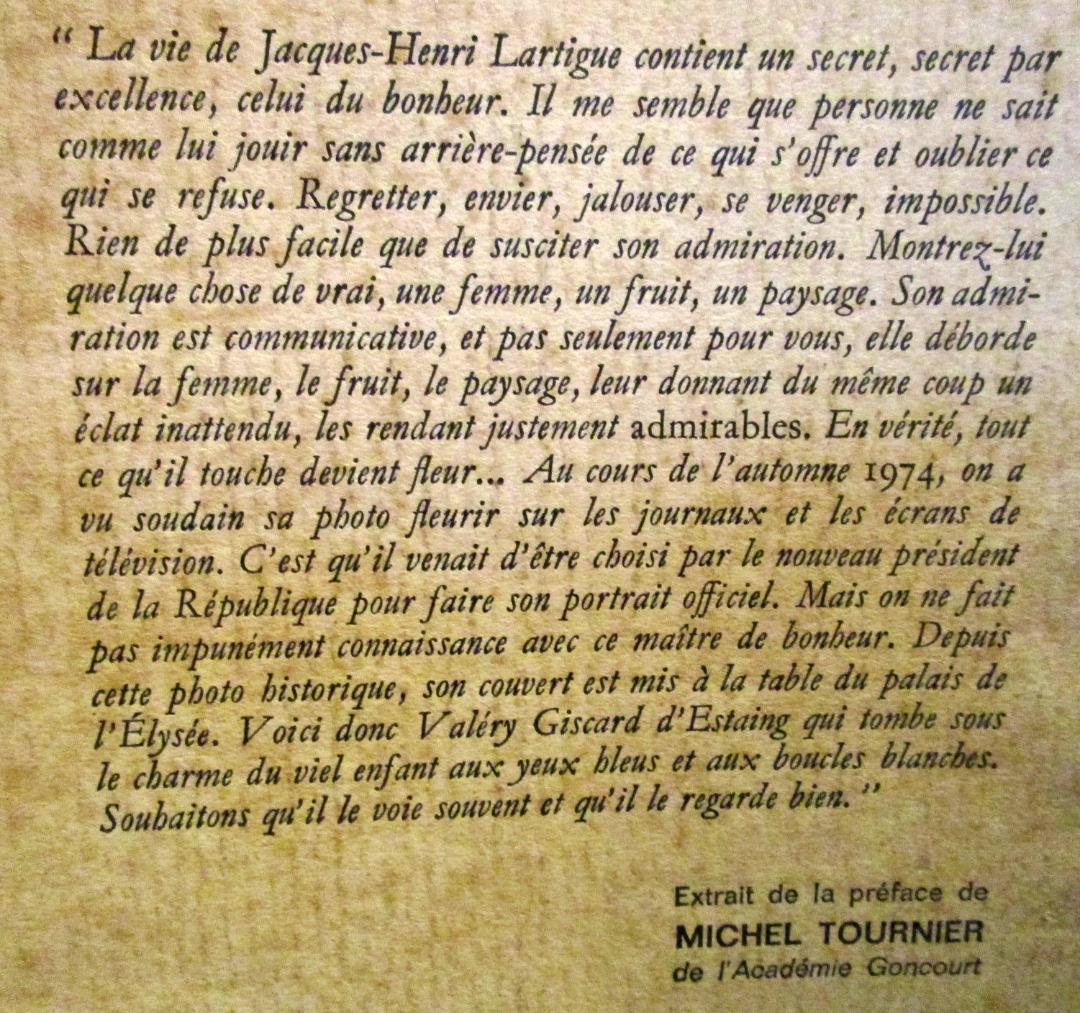 “ La vie de Jacques-Henri Lartigue contient un secret, secret par
excellence, celui du bonheur. Il me semble que personne ne sait
comme lui jouir sans arrière-pensée de ce qui s'offre et oublier ce
qui se refuse. Regretter, envier, jalouser, se venger, impossible.
Rien de plus facile que de susciter son admiration. Montrez-lui
quelque chose de vrai, une femme, un fruit, un paysage. Son admi-
ration est communicative, et pas seulement pour vous, elle déborde
sur la femme, le fruit, le paysage, leur donnant du même coup un
éclat inattendu, les rendant justement admirables. En vérité, tout
ce qu'il touche devient fleur... Au cours de l'automne 1974, on a
vu soudain sa photo fleurir sur les journaux et les écrans de
télévision. C'est qu'il venait d'être choisi par le nouveau président
de la République pour faire son portrait officiel. Mais on ne fait
pas impunément connaissance avec ce maître de bonheur. Depuis
cette photo historique, son couvert est mis à la table du palais de
l'Élysée. Voici donc Valéry Giscard d'Estaing qui tombe sous
le charme du viel enfant aux yeux bleus et aux boucles blanches.
Souhaitons qu'il le voie souvent et qu'il le regarde bien. ”
Extrait de la préface de
MICHEL TOURNIER
de l'Académie Goncourt